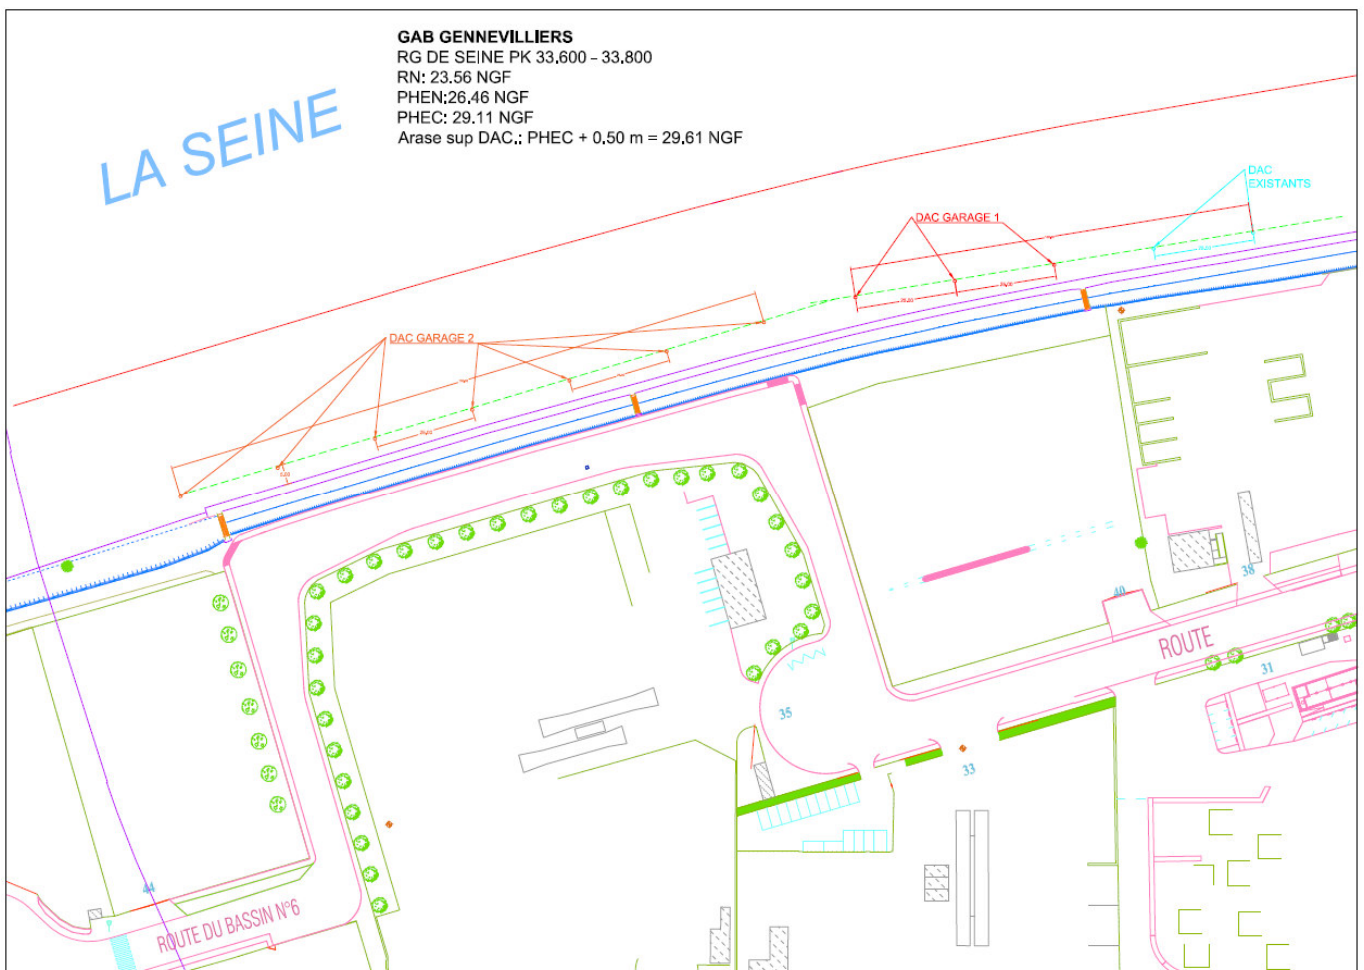 GAB GENNEVILLIERS
RG DE SEINE PK 33.600 - 33.800
RN: 23.56 NGF
PHEN:26.46 NGF
PHEC: 29.11 NGF
Arase sup DAC.: PHEC + 0.50 m = 29.61 NGF
LA SEINE
DAC
EXISTANTS
DAC GARAGE 1
DAC GARAGE 2
38
40
ROUTE
31
35
33
44
ROUTE DU BASSIN N°6